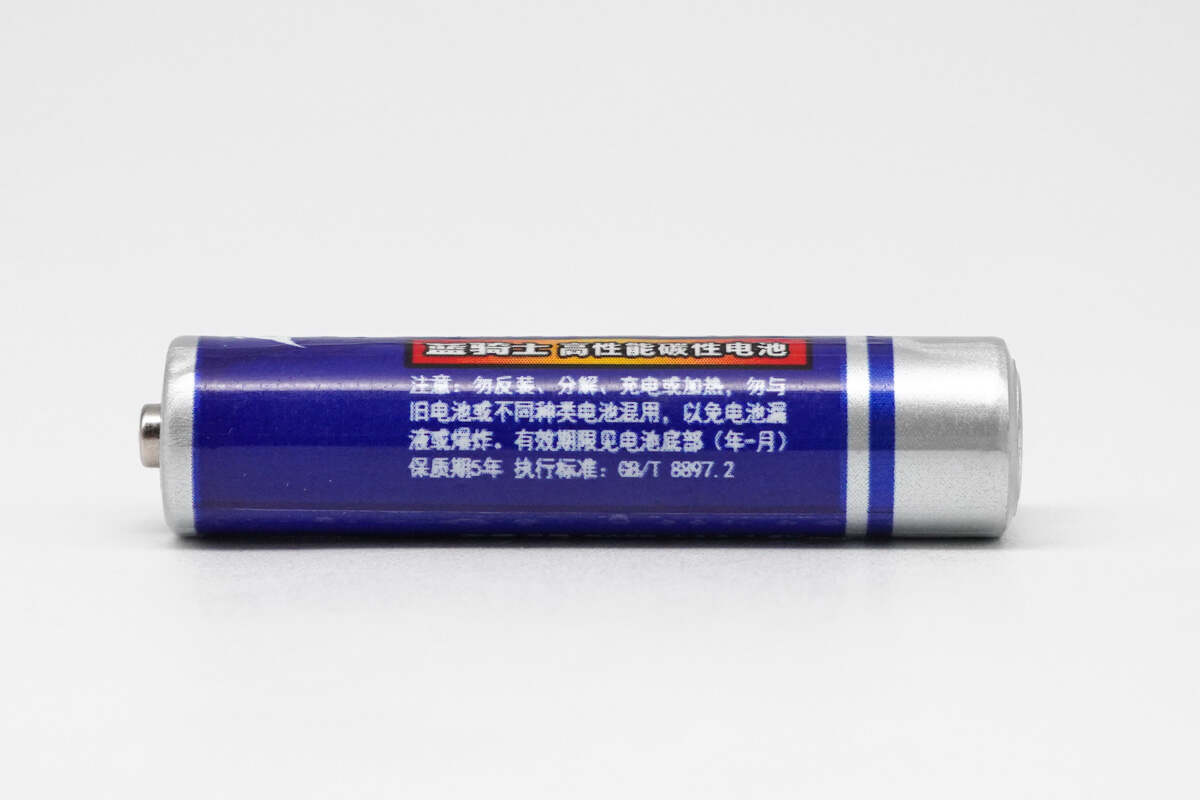 蓝骑士 高性能碳性电池
注意：勿反装、分解、充电或加热，勿与
旧电池或不同种类电池混用，以免电池漏
液或爆炸．有效期限见电池底部（年-月）
保质期5年 执行标准：GB/T 8897.2